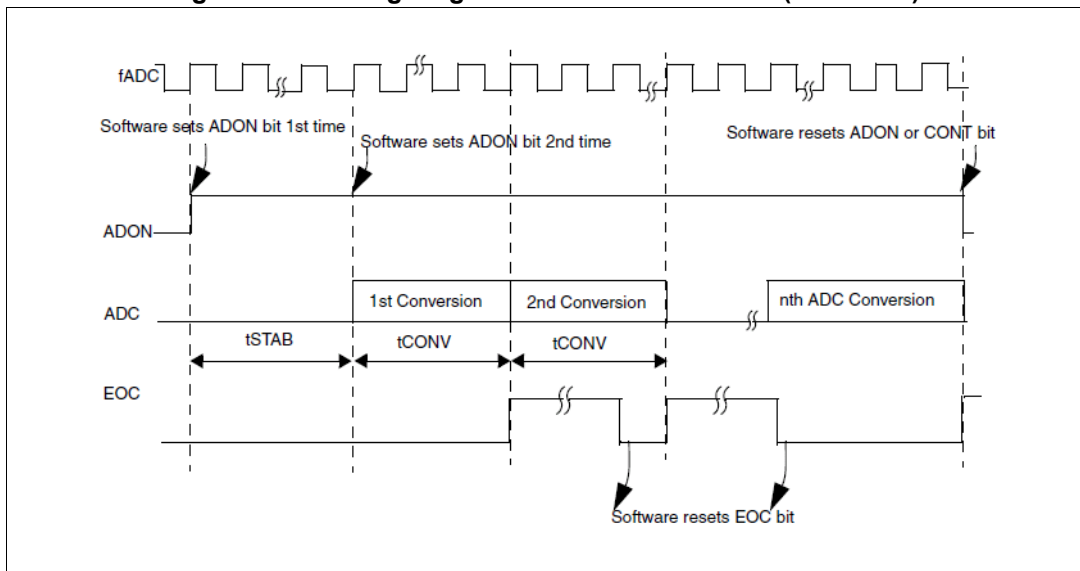 fADC
Software sets ADON bit 1st time
Software sets ADON bit 2nd time
Software resets ADON or CONT bit
ADON
ADC
1st Conversion
2nd Conversion
nth ADC Conversion
tSTAB
tCONV
tCONV
EOC
Software resets EOC bit